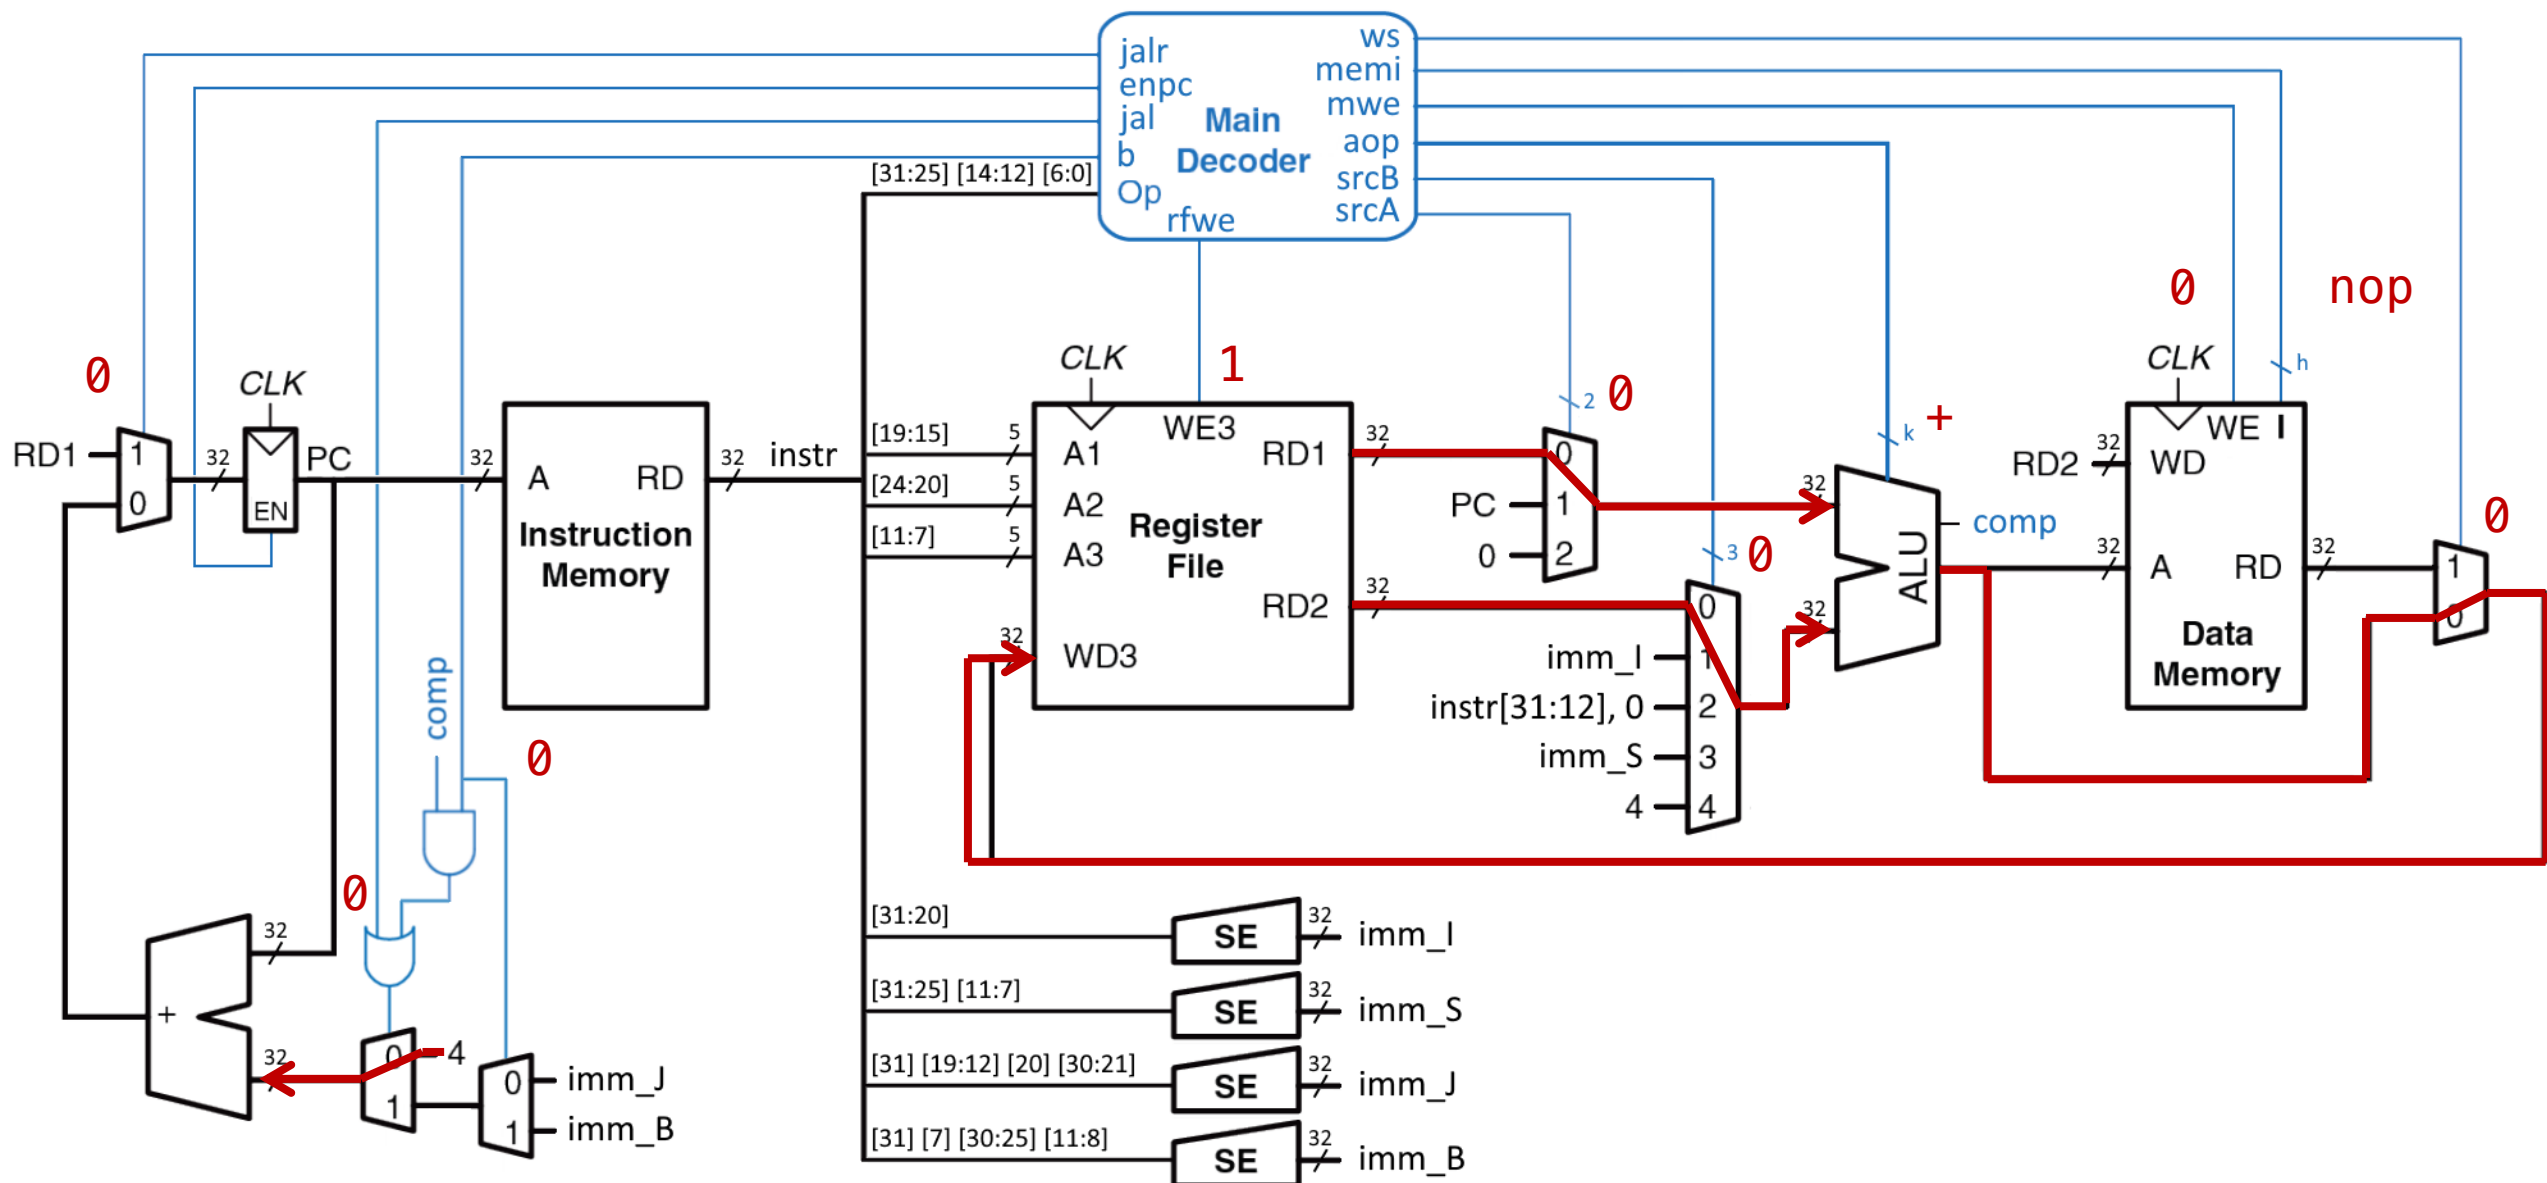 jalr
enpc
jal
b
Op
rfwe
Main
Decoder
ws
memi
mwe
aop
srcB
srcA
[31:25] [14:12] [6:0]
0
nop
0
CLK
1
CLK
0
CLK
h
2
0
k
+
RD1
1
0
32
EN
PC
32
A
RD
Instruction
Memory
32
instr
[19:15]
5
[24:20]
5
[11:7]
5
A1
A2
A3
WE3
RD1
Register
File
RD2
WD3
32
32
32
0
PC
1
0
2
3
0
0
imm_I
1
instr[31:12], 0
2
imm_S
3
4
4
32
32
ALU
comp
RD2
32
WD
WE
I
32
A
RD
Data
Memory
32
0
1
0
comp
0
0
32
+
32
0
4
1
0
imm_J
1
imm_B
[31:20]
SE
32
imm_I
[31:25] [11:7]
SE
32
imm_S
[31] [19:12] [20] [30:21]
SE
32
imm_J
[31] [7] [30:25] [11:8]
SE
32
imm_B